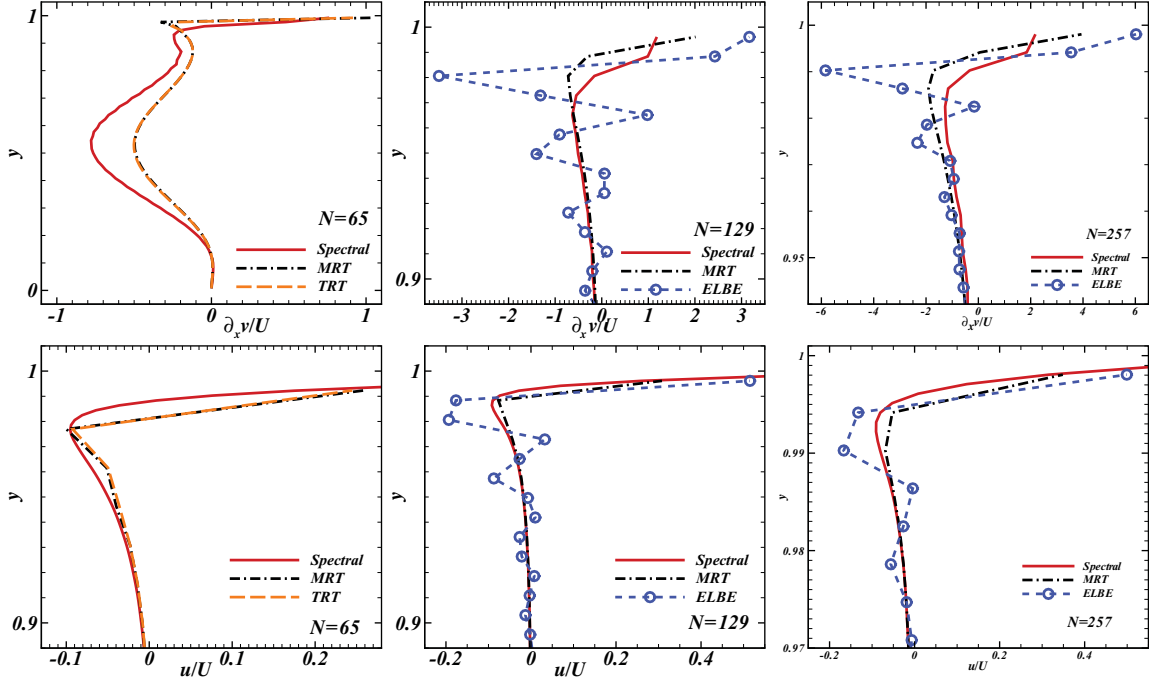 1
y
0
N=65
Spectral
MRT
TRT
-1 0 1
∂ₓv/U
1
y
0.9
N=129
Spectral
MRT
ELBE
-3 -2 -1 0 1 2 3
∂ₓv/U
1
y
0.95
N=257
Spectral
MRT
ELBE
-6 -4 -2 0 2 4 6
∂ₓv/U
1
y
0.9
Spectral
MRT
TRT
N=65
-0.1 0 0.1 0.2
u/U
1
y
0.9
Spectral
MRT
ELBE
N=129
-0.2 0 0.2 0.4
u/U
1
0.99
y
0.98
0.97
Spectral
MRT
ELBE
N=257
-0.2 0 0.2 0.4
u/U